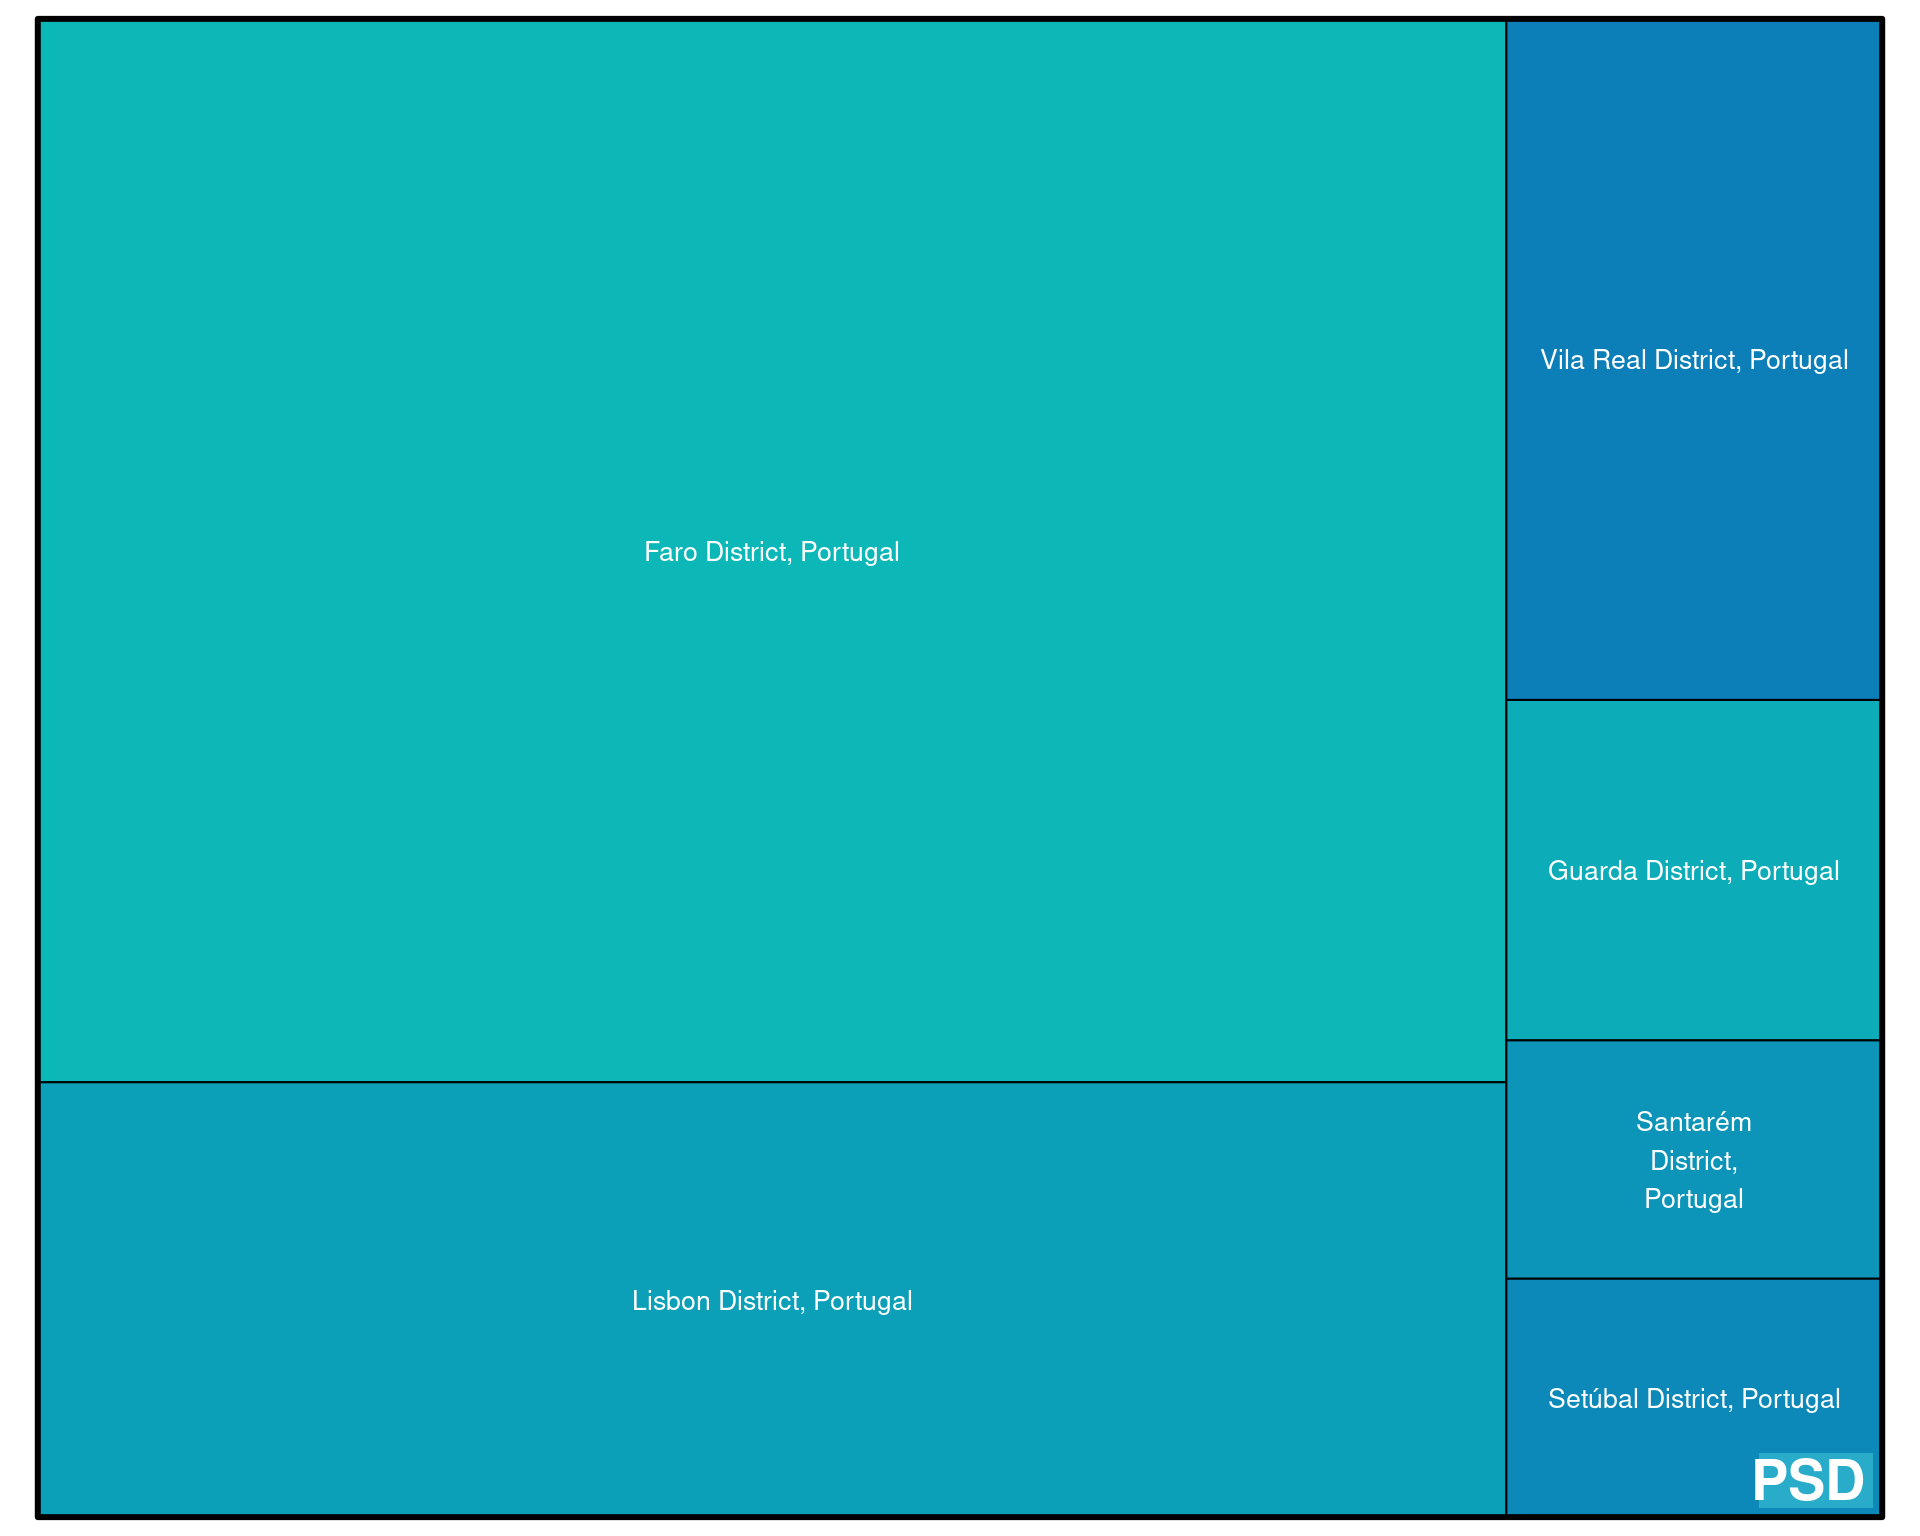 Faro District, Portugal
Lisbon District, Portugal
Vila Real District, Portugal
Guarda District, Portugal
Santarém
District,
Portugal
Setúbal District, Portugal
PSD